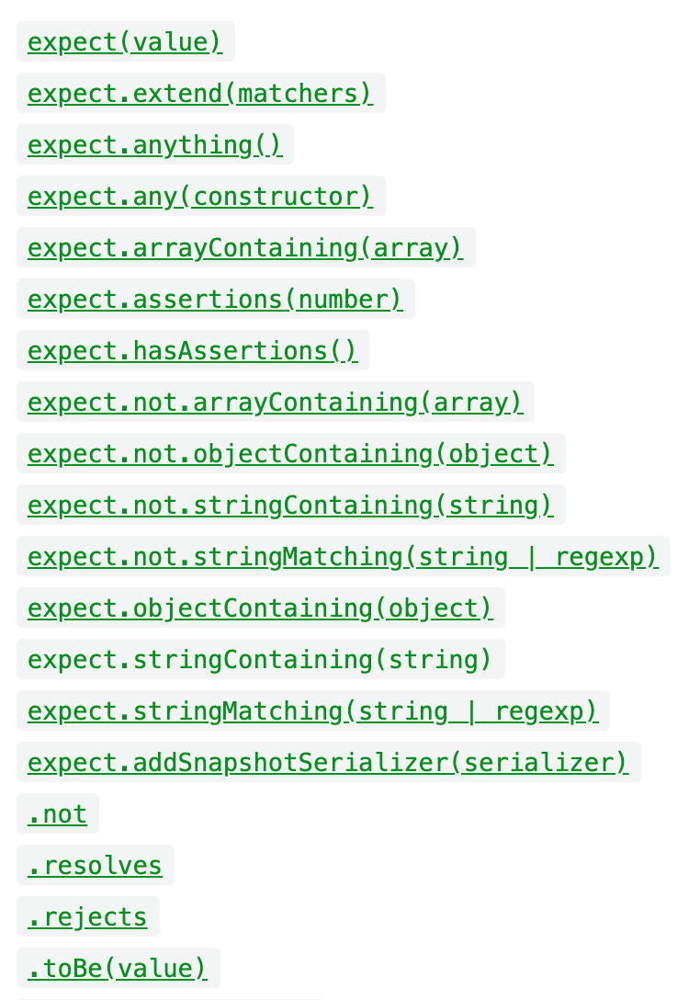 expect(value)
expect.extend(matchers)
expect.anything()
expect.any(constructor)
expect.arrayContaining(array)
expect.assertions(number)
expect.hasAssertions()
expect.not.arrayContaining(array)
expect.not.objectContaining(object)
expect.not.stringContaining(string)
expect.not.stringMatching(string | regexp)
expect.objectContaining(object)
expect.stringContaining(string)
expect.stringMatching(string | regexp)
expect.addSnapshotSerializer(serializer)
.not
.resolves
.rejects
.toBe(value)